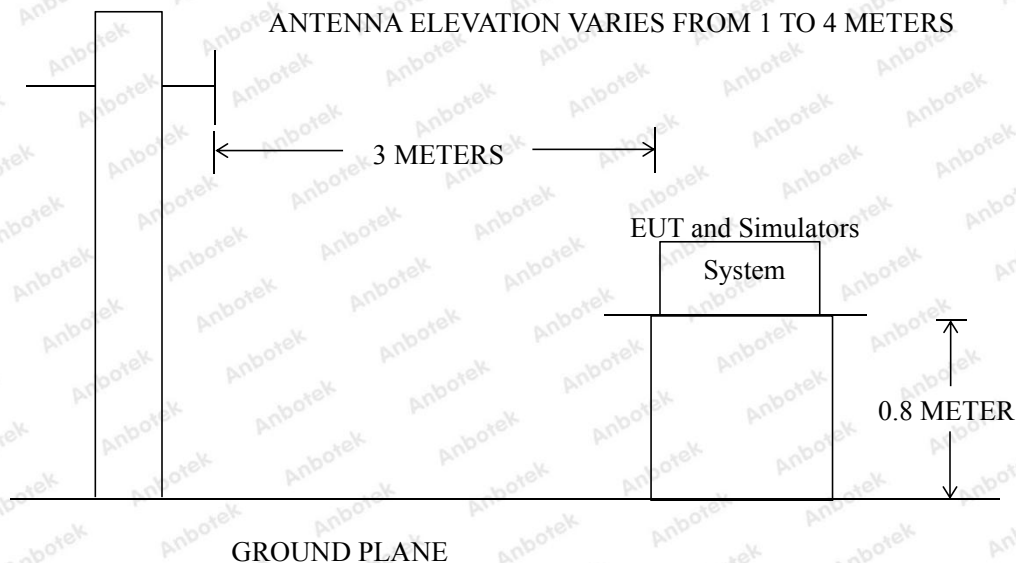 ANTENNA ELEVATION VARIES FROM 1 TO 4 METERS
3 METERS
EUT and Simulators
System
0.8 METER
GROUND PLANE
Anbotek